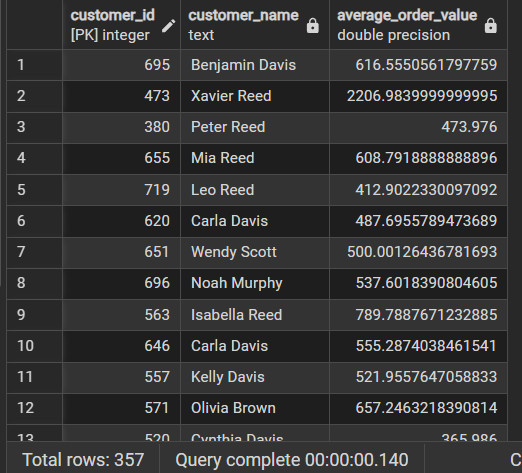 customer_id customer_name average_order_value
[PK] integer text double precision
1 695 Benjamin Davis 616.5550561797759
2 473 Xavier Reed 2206.9839999999995
3 380 Peter Reed 473.976
4 655 Mia Reed 608.7918888888896
5 719 Leo Reed 412.9022330097092
6 620 Carla Davis 487.6955789473689
7 651 Wendy Scott 500.00126436781693
8 696 Noah Murphy 537.6018390804605
9 563 Isabella Reed 789.7887671232885
10 646 Carla Davis 555.2874038461541
11 557 Kelly Davis 521.9557647058833
12 571 Olivia Brown 657.2463218390814
13 520 Cynthia Davis 365.986
Total rows: 357 Query complete 00:00:00.140 C